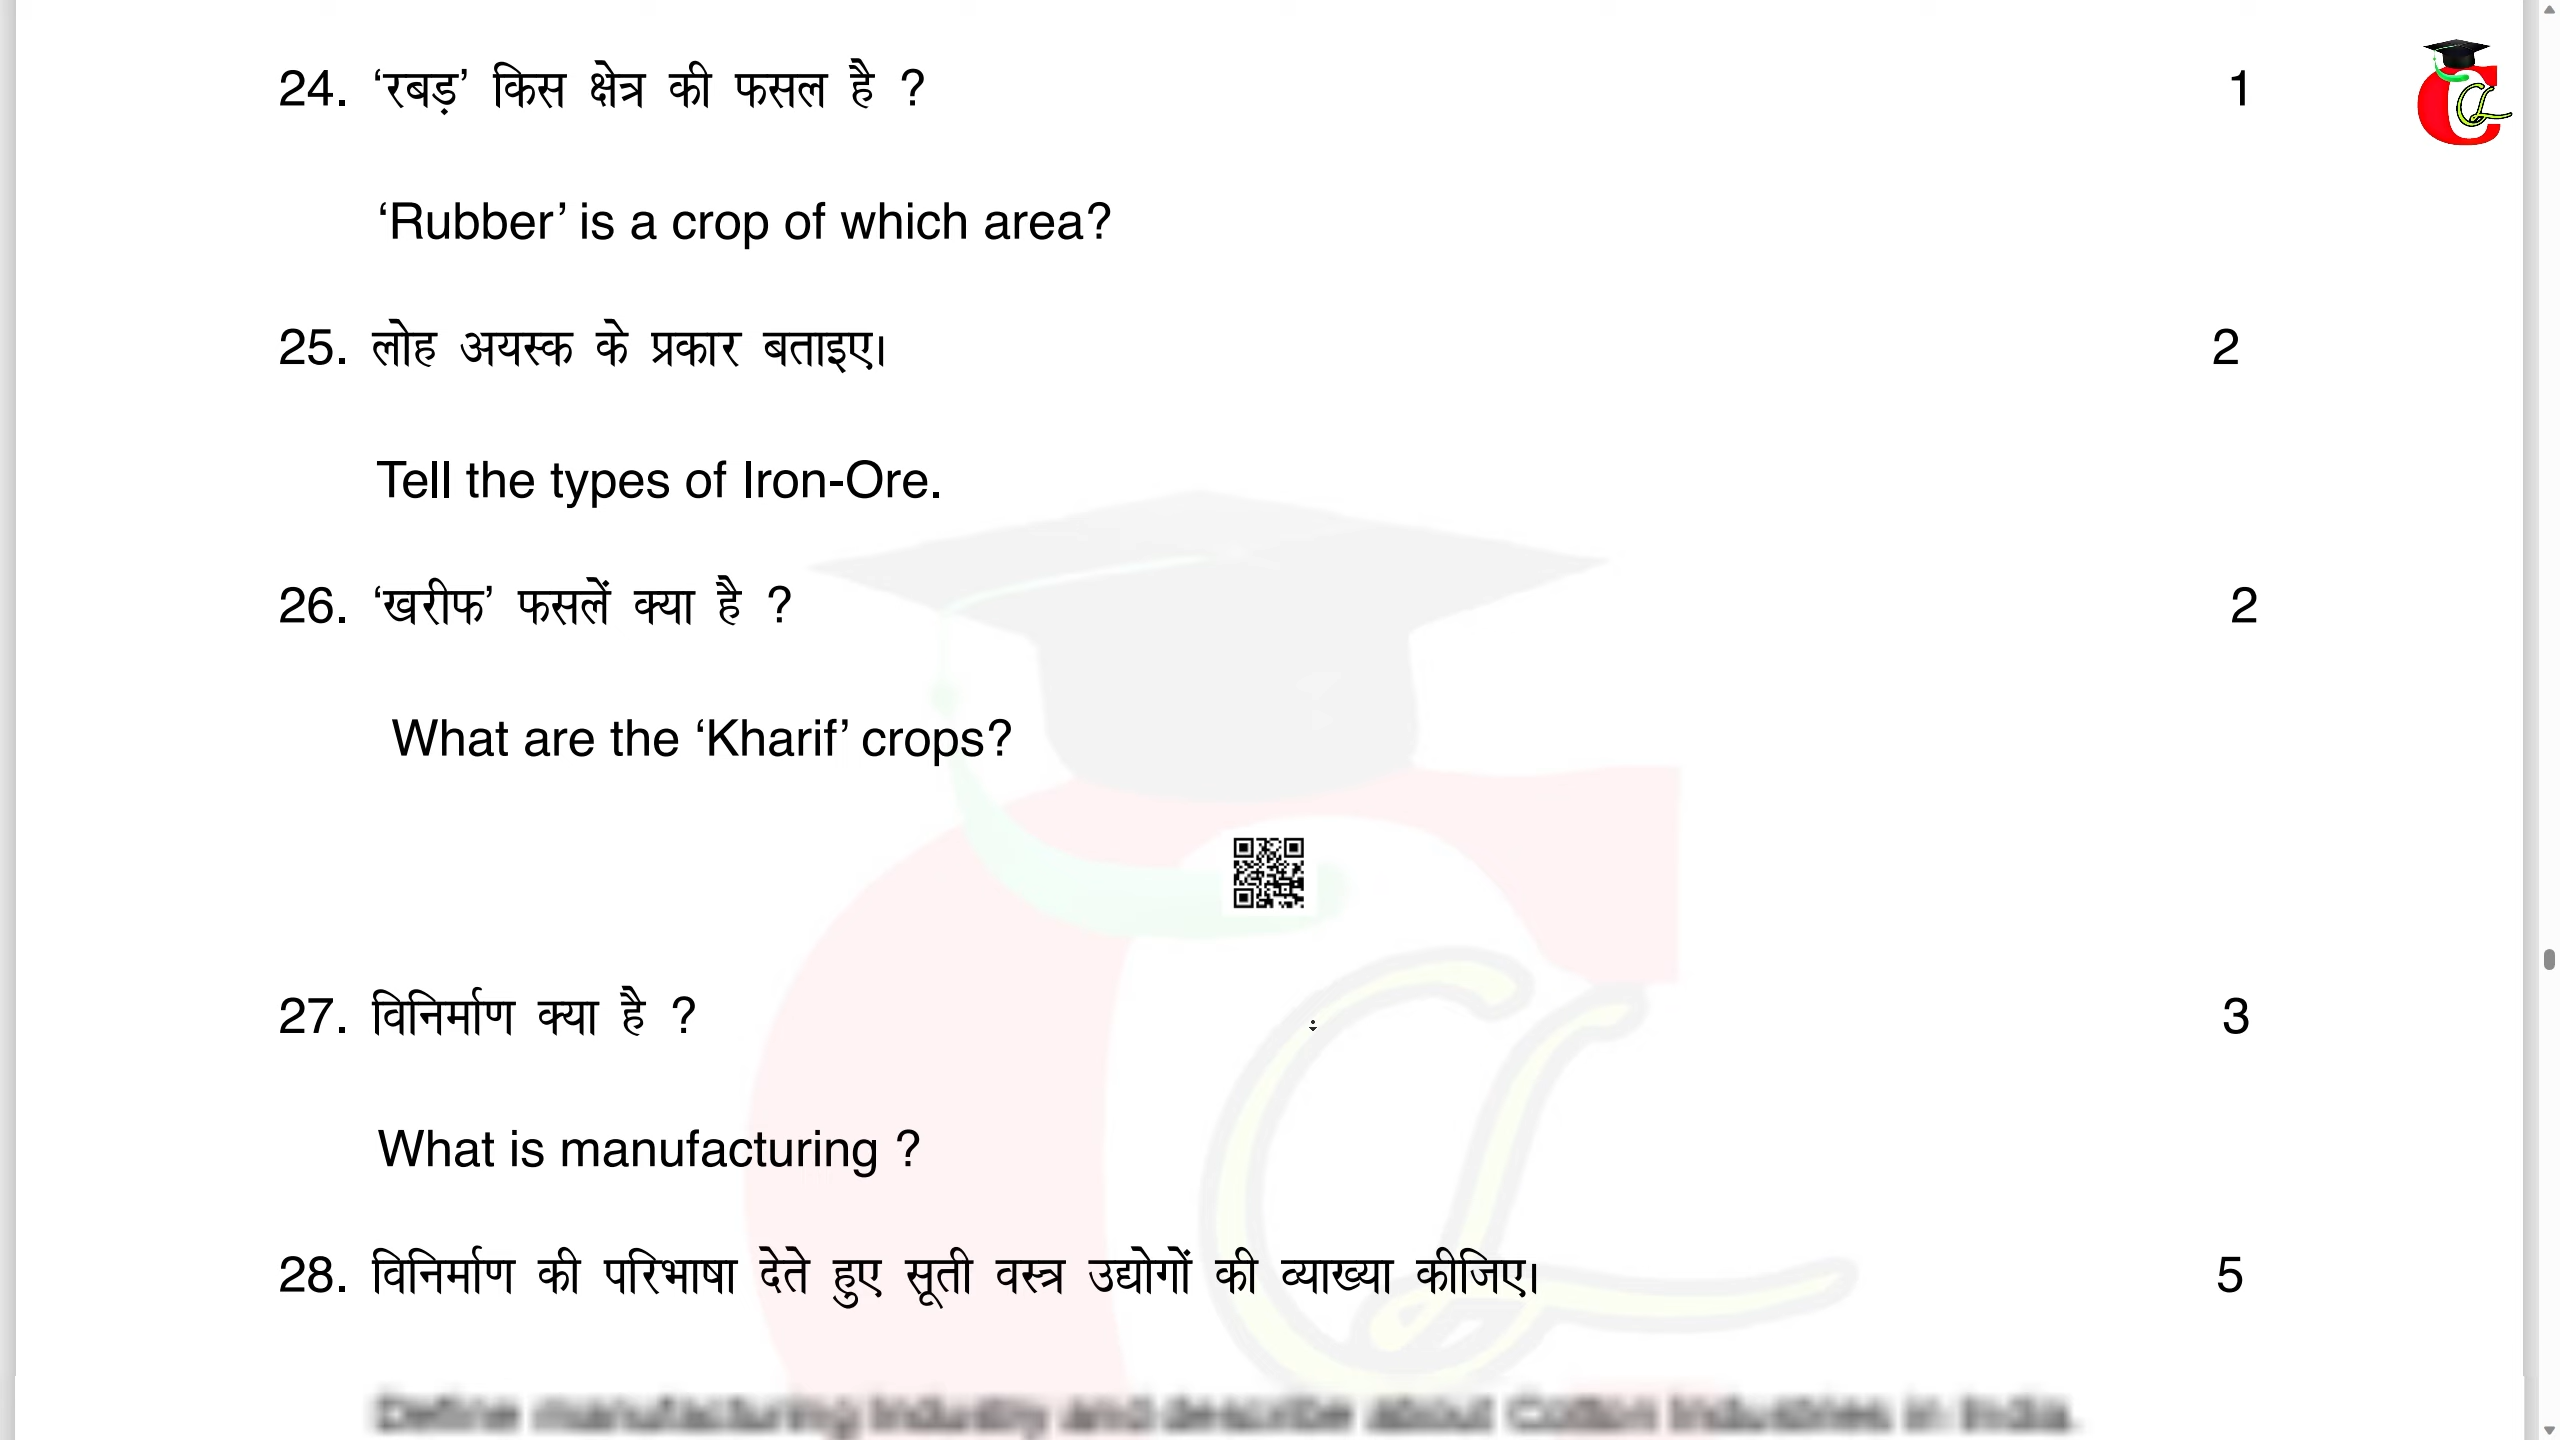 24. ‘रबड़’ किस क्षेत्र की फसल है ? 1
‘Rubber’ is a crop of which area?
25. लोह अयस्क के प्रकार बताइए। 2
Tell the types of Iron-Ore.
26. ‘खरीफ’ फसलें क्या है ? 2
What are the ‘Kharif’ crops?
27. विनिर्माण क्या है ? 3
What is manufacturing ?
28. विनिर्माण की परिभाषा देते हुए सूती वस्त्र उद्योगों की व्याख्या कीजिए। 5
Define manufacturing Industry and describe about Cotton Industries in India.